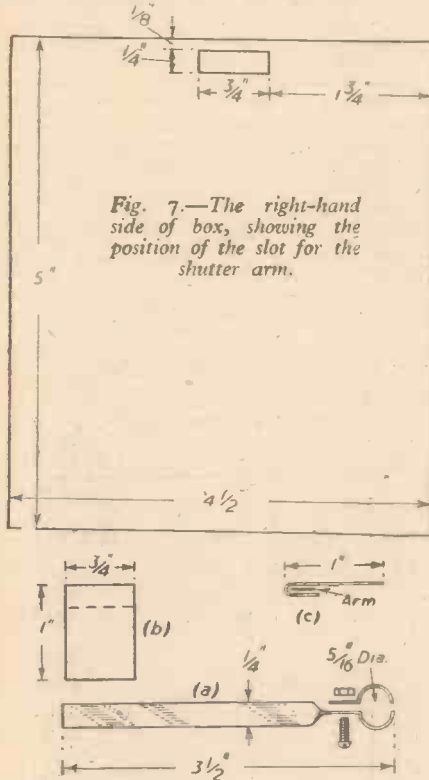 1/8"
1/4"
3/4"
1 3/4"
Fig. 7.—The right-hand
side of box, showing the
position of the slot for the
shutter arm.
5"
4 1/2"
3/4"
1"
(b)
1"
Arm
(c)
(a)
1/4"
5/16" Dia.
3 1/2"